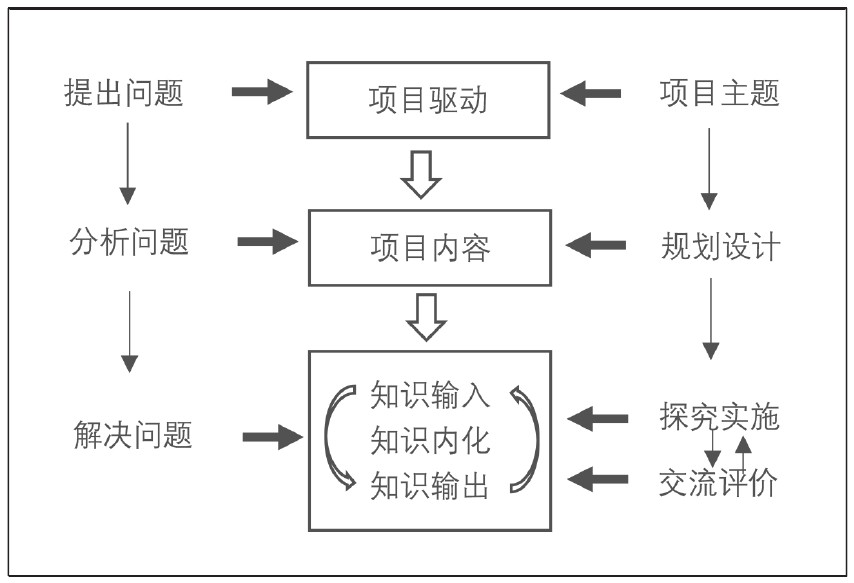 提出问题
项目驱动
项目主题
分析问题
项目内容
规划设计
解决问题
知识输入
知识内化
知识输出
探究实施
交流评价